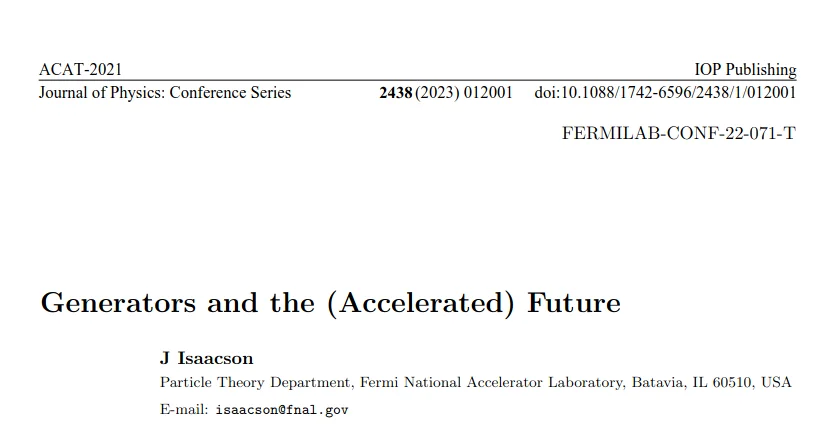 ACAT-2021 IOP Publishing
Journal of Physics: Conference Series 2438 (2023) 012001 doi:10.1088/1742-6596/2438/1/012001
FERMILAB-CONF-22-071-T
Generators and the (Accelerated) Future
J Isaacson
Particle Theory Department, Fermi National Accelerator Laboratory, Batavia, IL 60510, USA
E-mail: isaacson@fnal.gov